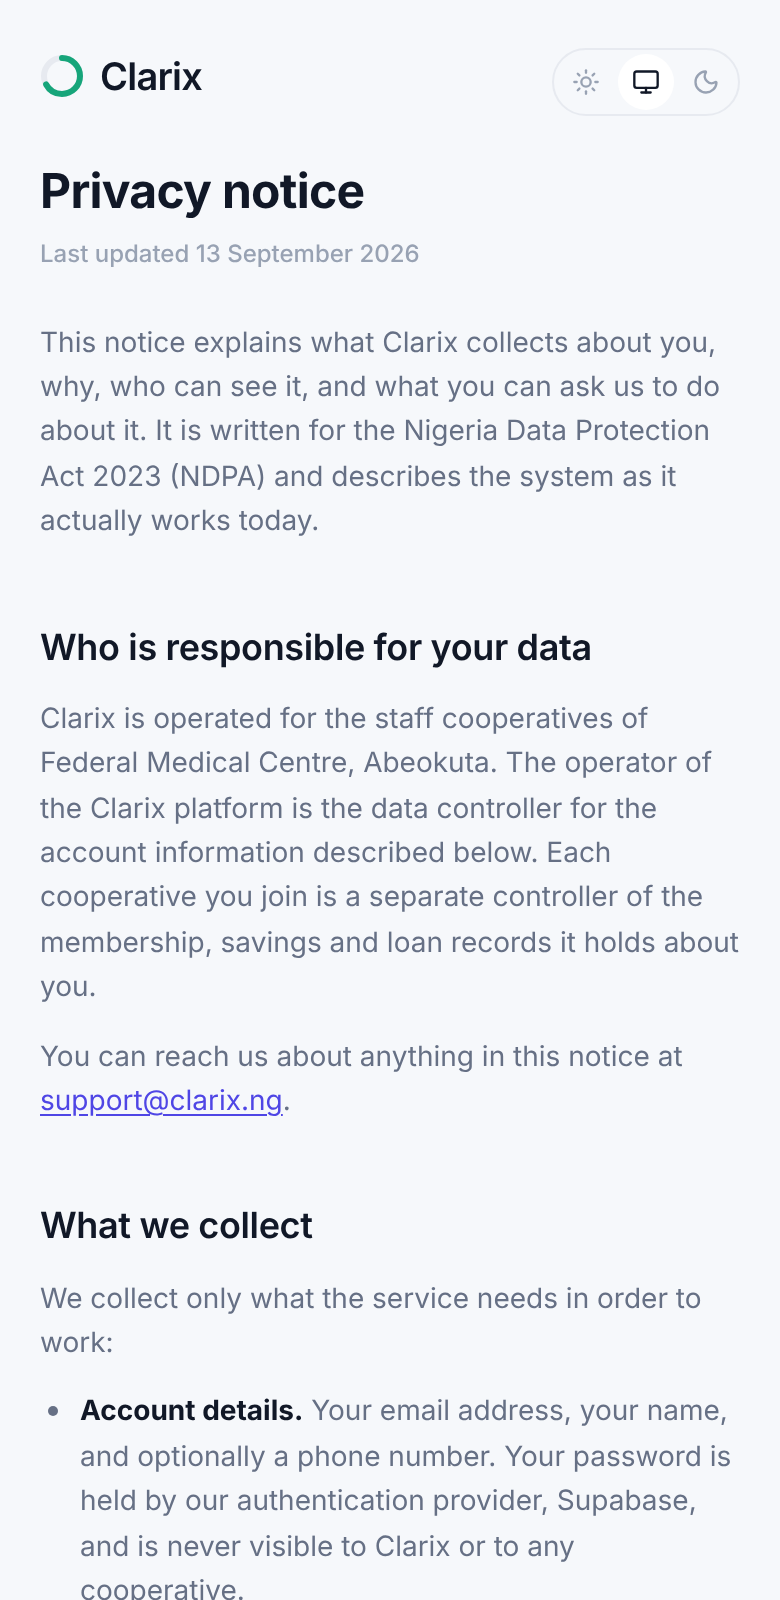 Clarix
Privacy notice
Last updated 13 September 2026
This notice explains what Clarix collects about you,
why, who can see it, and what you can ask us to do
about it. It is written for the Nigeria Data Protection
Act 2023 (NDPA) and describes the system as it
actually works today.
Who is responsible for your data
Clarix is operated for the staff cooperatives of
Federal Medical Centre, Abeokuta. The operator of
the Clarix platform is the data controller for the
account information described below. Each
cooperative you join is a separate controller of the
membership, savings and loan records it holds about
you.
You can reach us about anything in this notice at
support@clarix.ng.
What we collect
We collect only what the service needs in order to
work:
• Account details. Your email address, your name,
and optionally a phone number. Your password is
held by our authentication provider, Supabase,
and is never visible to Clarix or to any
cooperative.